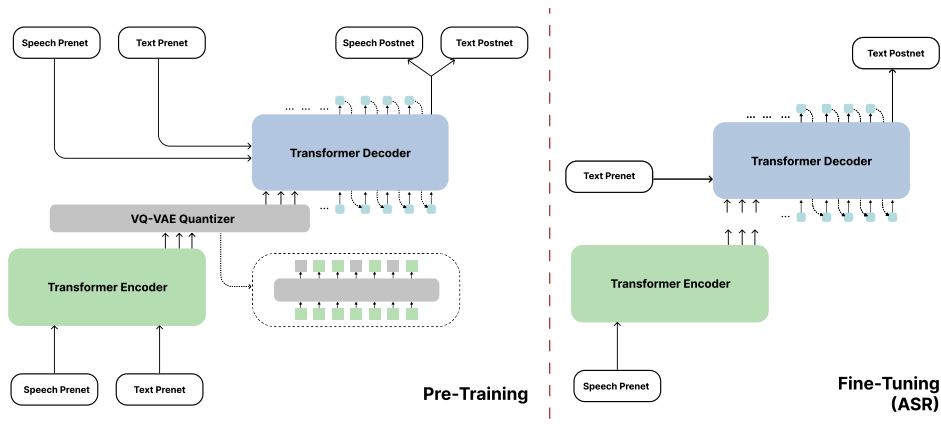 Speech Prenet
Text Prenet
Speech Postnet
Text Postnet
... ... ...
Transformer Decoder
...
VQ-VAE Quantizer
Transformer Encoder
Speech Prenet
Text Prenet
Pre-Training
Text Postnet
... ... ...
Transformer Decoder
Text Prenet
...
Transformer Encoder
Speech Prenet
Fine-Tuning
(ASR)